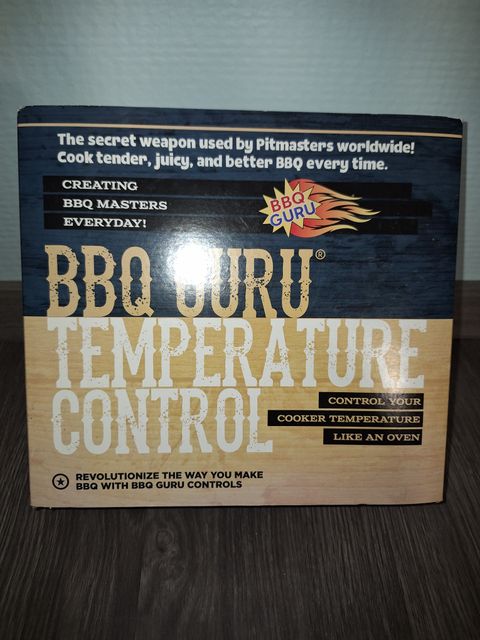 The secret weapon used by Pitmasters worldwide!
Cook tender, juicy, and better BBQ every time.
CREATING
BBQ MASTERS
EVERYDAY!
BBQ
GURU
BBQ GURU®
TEMPERATURE
CONTROL
CONTROL YOUR
COOKER TEMPERATURE
LIKE AN OVEN
REVOLUTIONIZE THE WAY YOU MAKE
BBQ WITH BBQ GURU CONTROLS